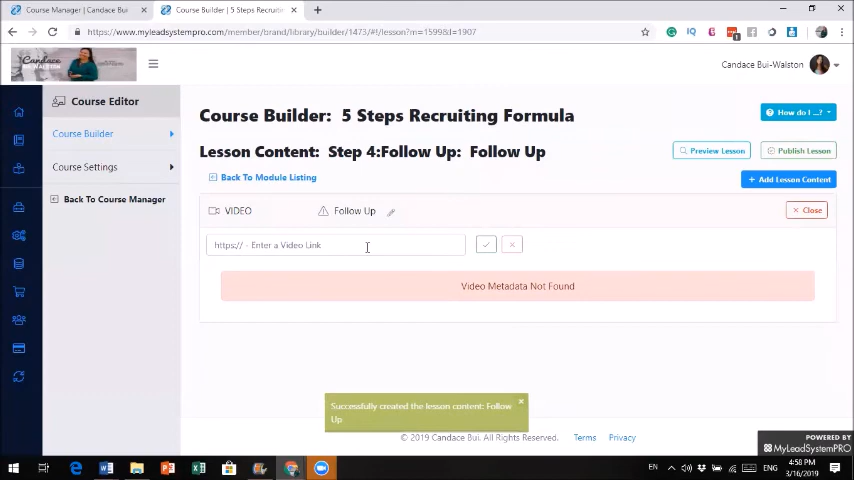 Course Manager | Candace Bui
Course Builder | 5 Steps Recruitin
https://www.myleadsystempro.com/member/brand/library/builder/1473/#!/lesson?m=1599&d=1907
Candace
Candace Bui-Walston
Course Editor
Course Builder
Course Settings
Back To Course Manager
Course Builder: 5 Steps Recruiting Formula
How do I ...?
Lesson Content: Step 4:Follow Up: Follow Up
Preview Lesson
Publish Lesson
Back To Module Listing
+ Add Lesson Content
VIDEO
Follow Up
× Close
https:// - Enter a Video Link
Video Metadata Not Found
Successfully created the lesson content: Follow
Up
© 2019 Candace Bui. All Rights Reserved.
Terms
Privacy
POWERED BY
MyLeadSystemPRO
EN
ENG
4:58 PM
3/16/2019